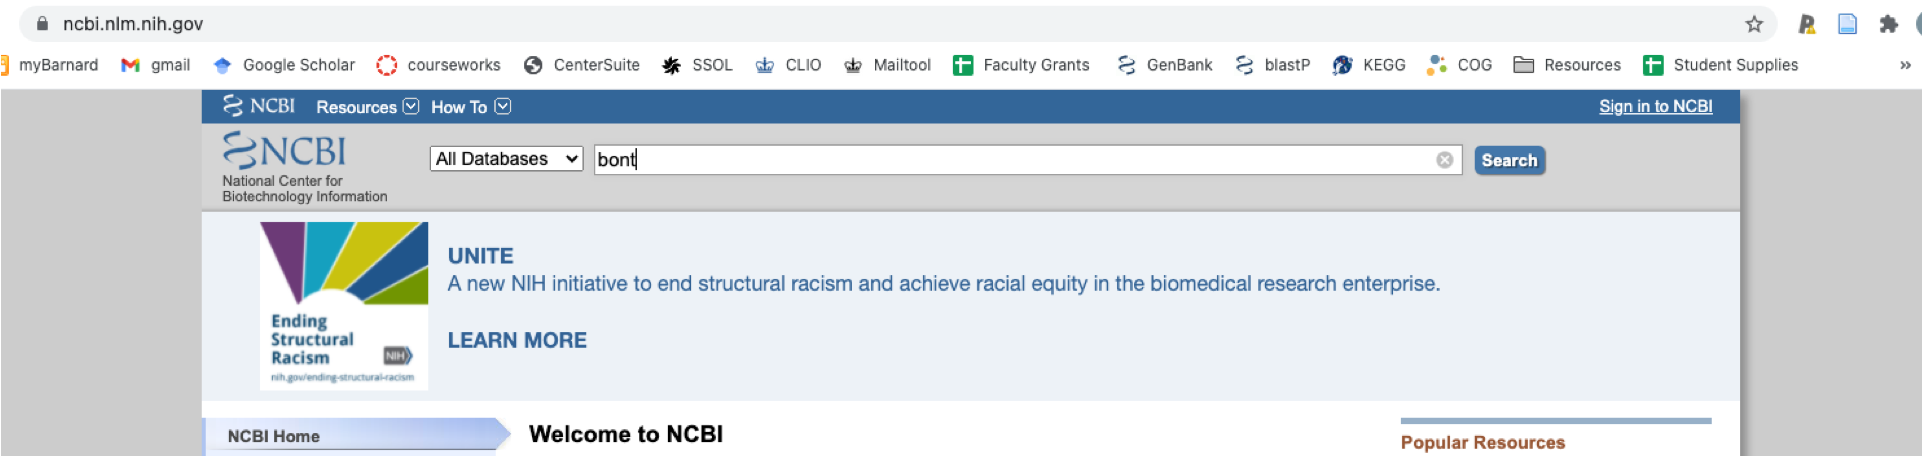 ncbi.nlm.nih.gov
myBarnard gmail Google Scholar courseworks CenterSuite SSOL CLIO Mailtool Faculty Grants GenBank blastP KEGG COG Resources Student Supplies »
NCBI Resources How To Sign in to NCBI
NCBI
National Center for
Biotechnology Information
All Databases bont Search
Ending
Structural
Racism
NIH
nih.gov/ending-structural-racism
UNITE
A new NIH initiative to end structural racism and achieve racial equity in the biomedical research enterprise.
LEARN MORE
NCBI Home
Welcome to NCBI
Popular Resources